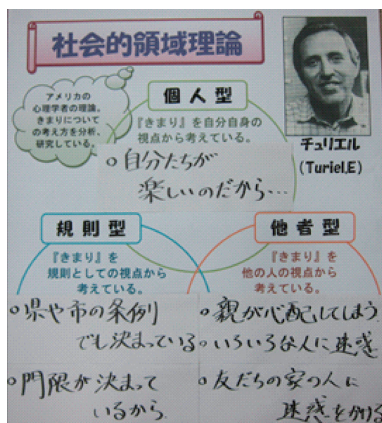 社会的領域理論
アメリカの
心理学者の理論。
きまりについて
の考え方を分析、
研究している。
チュリエル
(Turiel,E)
個人型
『きまり』を自分自身の
視点から考えている。
○自分たちが
楽しいのだから…
規則型
『きまり』を
規則としての視点から
考えている。
○県や市の条例
でも決まっている
○門限が決まって
いるから
他者型
『きまり』を
他の人の視点から
考えている。
○親が心配してしまう
○いろいろな人に迷惑
○友だちの家の人に
迷惑をかける